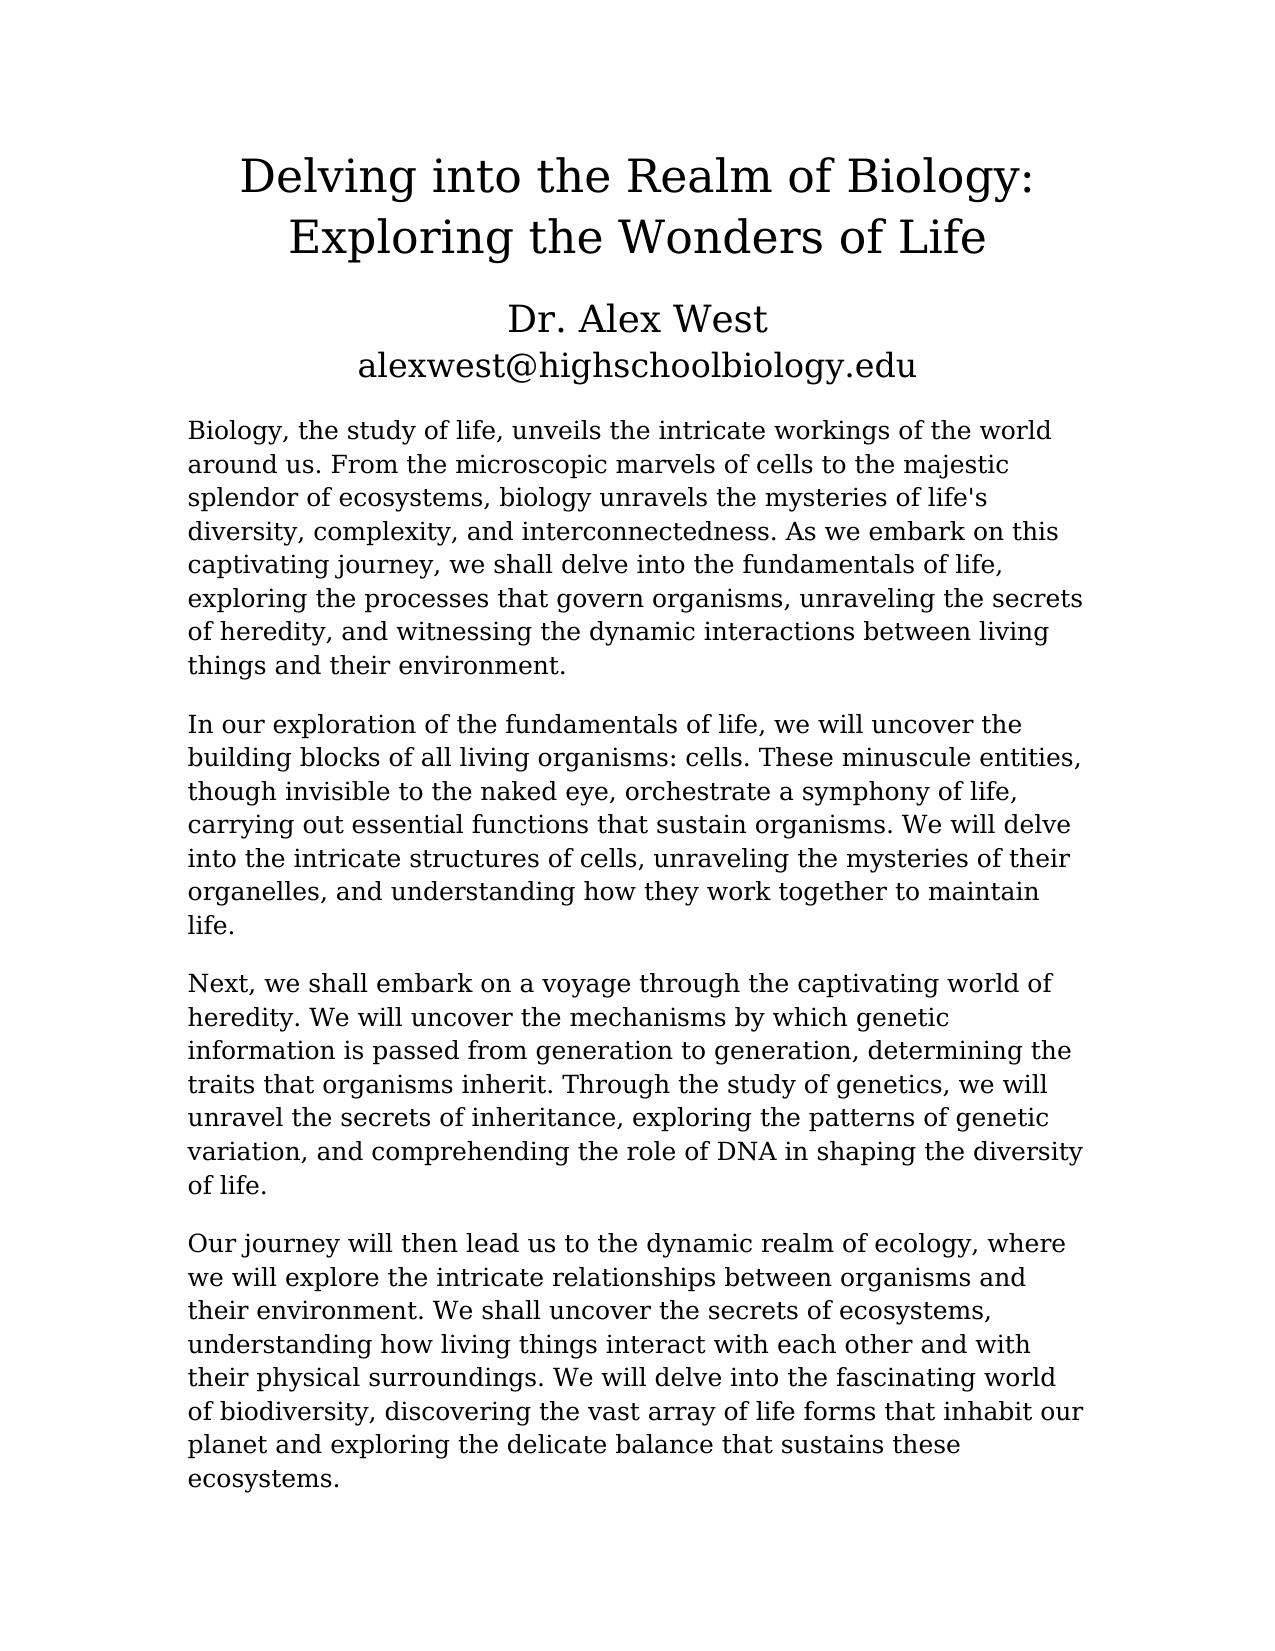 Delving into the Realm of Biology:
Exploring the Wonders of Life
Dr. Alex West
alexwest@highschoolbiology.edu
Biology, the study of life, unveils the intricate workings of the world
around us. From the microscopic marvels of cells to the majestic
splendor of ecosystems, biology unravels the mysteries of life's
diversity, complexity, and interconnectedness. As we embark on this
captivating journey, we shall delve into the fundamentals of life,
exploring the processes that govern organisms, unraveling the secrets
of heredity, and witnessing the dynamic interactions between living
things and their environment.
In our exploration of the fundamentals of life, we will uncover the
building blocks of all living organisms: cells. These minuscule entities,
though invisible to the naked eye, orchestrate a symphony of life,
carrying out essential functions that sustain organisms. We will delve
into the intricate structures of cells, unraveling the mysteries of their
organelles, and understanding how they work together to maintain
life.
Next, we shall embark on a voyage through the captivating world of
heredity. We will uncover the mechanisms by which genetic
information is passed from generation to generation, determining the
traits that organisms inherit. Through the study of genetics, we will
unravel the secrets of inheritance, exploring the patterns of genetic
variation, and comprehending the role of DNA in shaping the diversity
of life.
Our journey will then lead us to the dynamic realm of ecology, where
we will explore the intricate relationships between organisms and
their environment. We shall uncover the secrets of ecosystems,
understanding how living things interact with each other and with
their physical surroundings. We will delve into the fascinating world
of biodiversity, discovering the vast array of life forms that inhabit our
planet and exploring the delicate balance that sustains these
ecosystems.